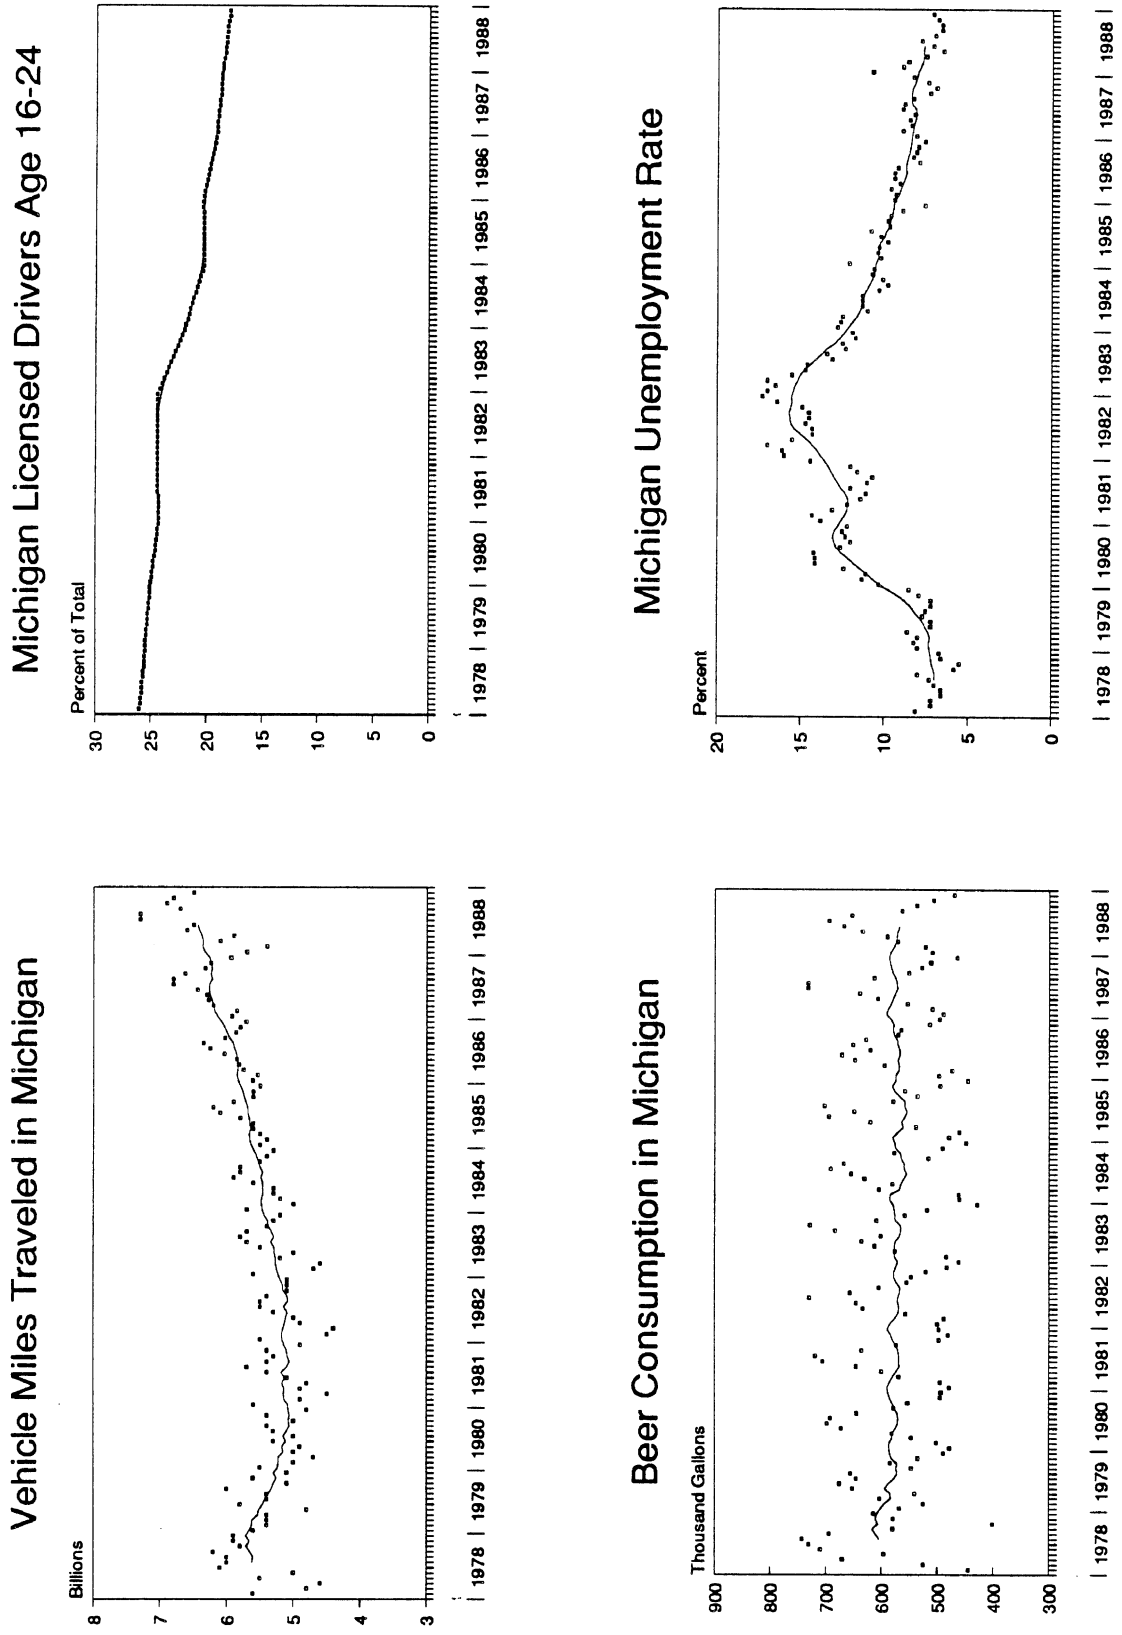 Vehicle Miles Traveled in Michigan
Billions
8
7
6
5
4
3
| 1978 | 1979 | 1980 | 1981 | 1982 | 1983 | 1984 | 1985 | 1986 | 1987 | 1988 |
Michigan Licensed Drivers Age 16-24
Percent of Total
30
25
20
15
10
5
0
| 1978 | 1979 | 1980 | 1981 | 1982 | 1983 | 1984 | 1985 | 1986 | 1987 | 1988 |
Beer Consumption in Michigan
Thousand Gallons
900
800
700
600
500
400
300
| 1978 | 1979 | 1980 | 1981 | 1982 | 1983 | 1984 | 1985 | 1986 | 1987 | 1988 |
Michigan Unemployment Rate
Percent
20
15
10
5
0
| 1978 | 1979 | 1980 | 1981 | 1982 | 1983 | 1984 | 1985 | 1986 | 1987 | 1988 |